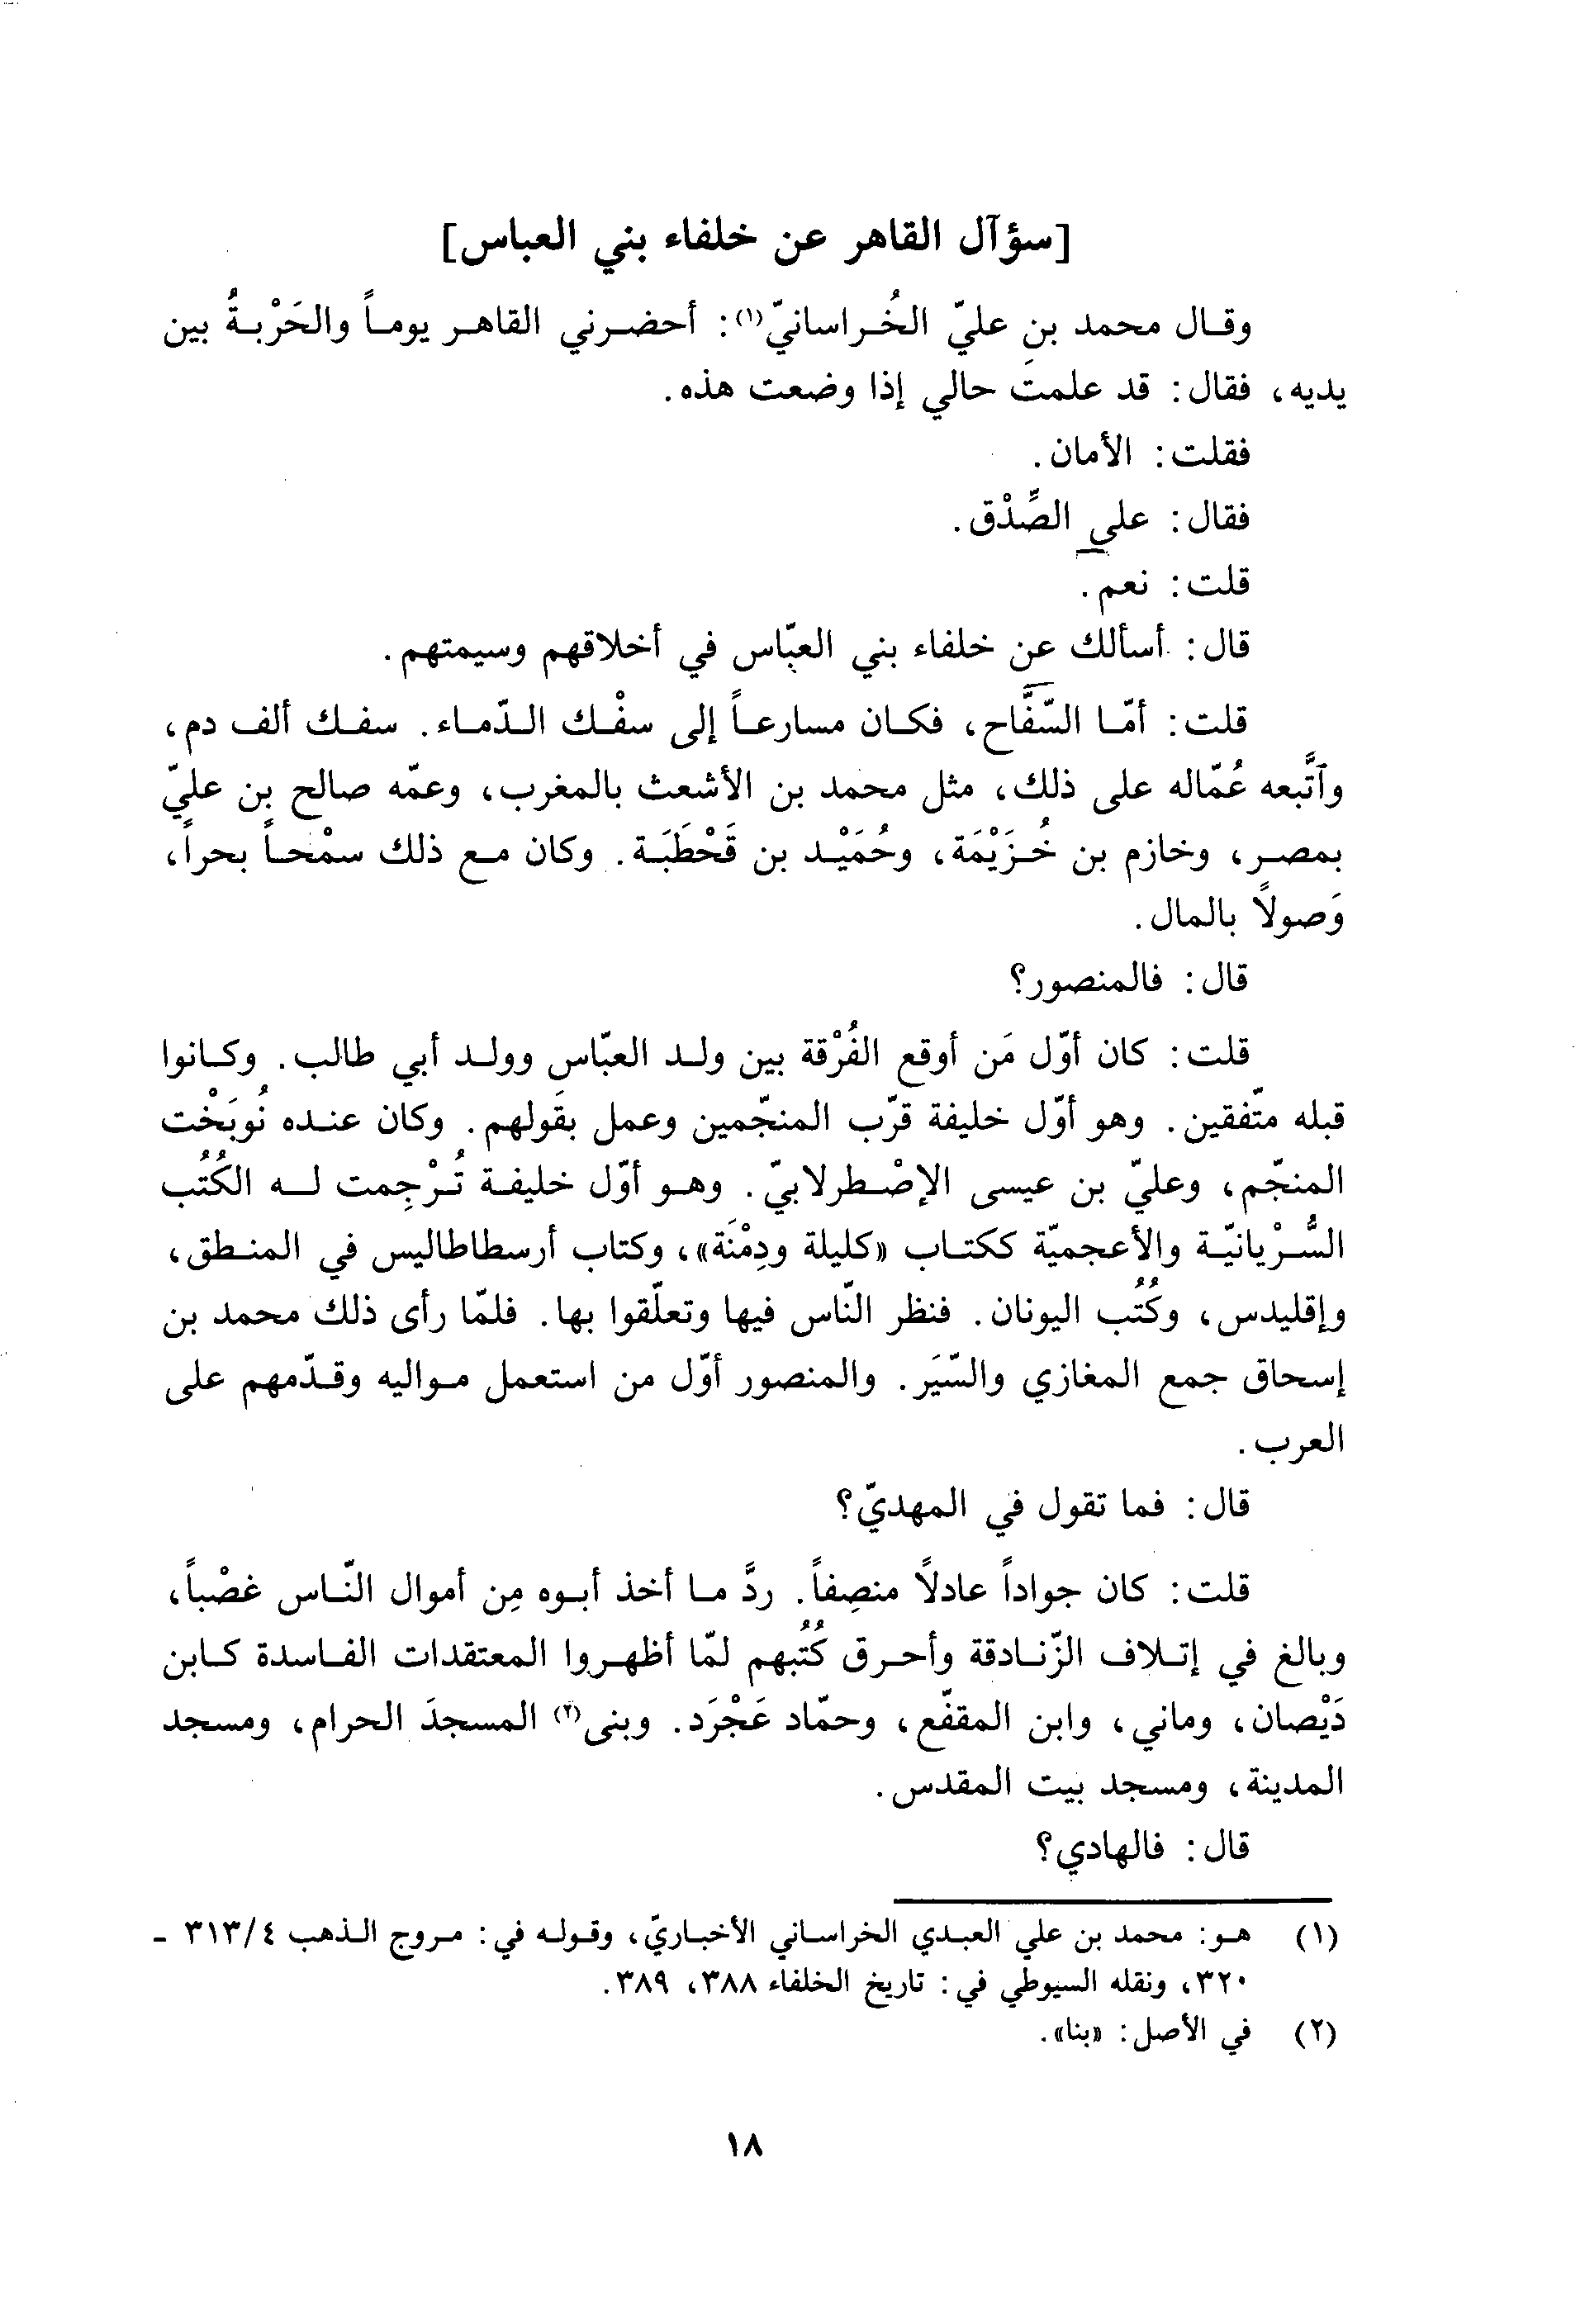 [سؤآل القاهر عن خلفاء بني العباس]
وقال محمد بن عليّ الخُراسانيّ(١): أحضرني القاهر يوماً والحَرْبةُ بين
يديه، فقال: قد علمتَ حالي إذا وضعت هذه.
فقلت: الأمان.
فقال: على الصِّدْق.
قلت: نعم.
قال: أسألك عن خلفاء بني العبّاس في أخلاقهم وسيمتهم.
قلت: أمّا السّفَّاح، فكان مسارعاً إلى سفْك الدّماء. سفك ألف دم،
وآتَّبعه عُمّاله على ذلك، مثل محمد بن الأشعث بالمغرب، وعمّه صالح بن عليّ
بمصر، وخازم بن خُزَيْمَة، وحُمَيْد بن قَحْطَبَة. وكان مع ذلك سمْحاً بحراً،
وَصولاً بالمال.
قال: فالمنصور؟
قلت: كان أوّل مَن أوقع الفُرْقة بين ولد العبّاس وولد أبي طالب. وكانوا
قبله متّفقين. وهو أوّل خليفة قرّب المنجّمين وعمل بقَولهم. وكان عنده نُوبَخْت
المنجّم، وعليّ بن عيسى الإصْطرلابيّ. وهو أوّل خليفة تُرْجِمت له الكُتُب
السُّرْيانيّة والأعجميّة ككتاب «كليلة ودِمْنَة»، وكتاب أرسطاطاليس في المنطق،
وإقليدس، وكُتُب اليونان. فنظر النّاس فيها وتعلّقوا بها. فلمّا رأى ذلك محمد بن
إسحاق جمع المغازي والسِّيَر. والمنصور أوّل من استعمل مواليه وقدّمهم على
العرب.
قال: فما تقول في المهديّ؟
قلت: كان جواداً عادلاً منصِفاً. ردَّ ما أخذ أبوه مِن أموال النّاس غصْباً،
وبالغ في إتلاف الزّنادقة وأحرق كُتُبهم لمّا أظهروا المعتقدات الفاسدة كابن
دَيْصان، وماني، وابن المقفّع، وحمّاد عَجْرَد. وبنى(٢) المسجدَ الحرام، ومسجد
المدينة، ومسجد بيت المقدس.
قال: فالهادي؟
(١) هو: محمد بن علي العبدي الخراساني الأخباريّ، وقوله في: مروج الذهب ٣١٣/٤ -
٣٢٠، ونقله السيوطي في: تاريخ الخلفاء ٣٨٨، ٣٨٩.
(٢) في الأصل: «بنا».
١٨